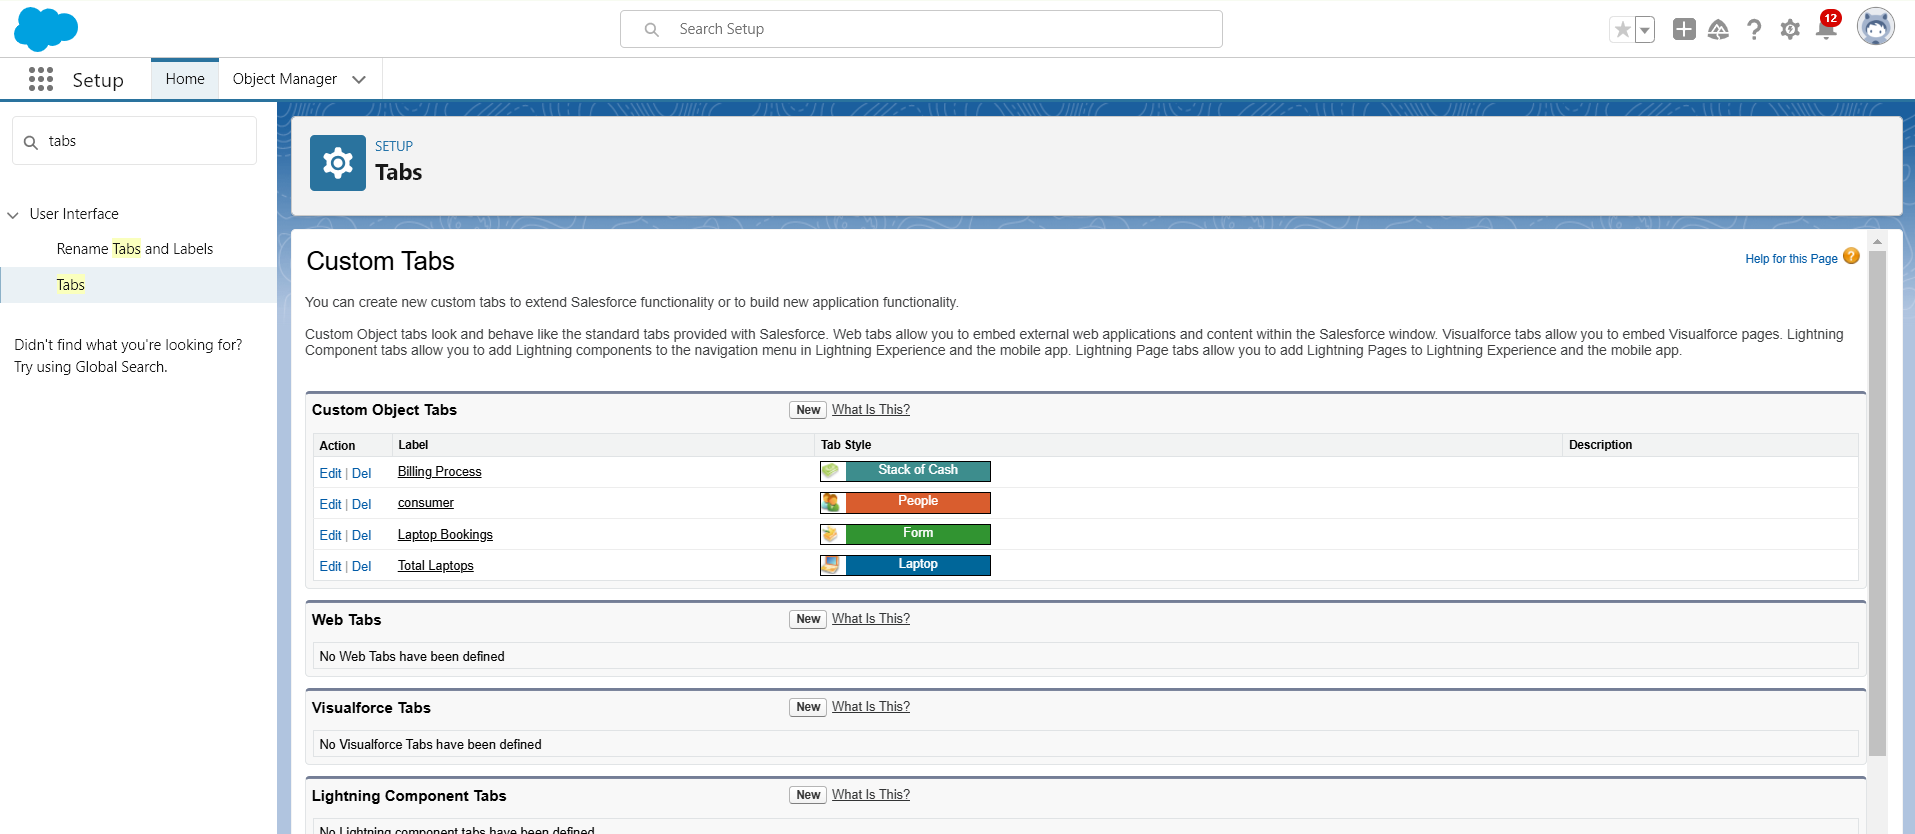 Search Setup
12
Setup
Home
Object Manager
tabs
User Interface
Rename Tabs and Labels
Tabs
Didn't find what you're looking for?
Try using Global Search.
SETUP
Tabs
Custom Tabs
Help for this Page ?
You can create new custom tabs to extend Salesforce functionality or to build new application functionality.
Custom Object tabs look and behave like the standard tabs provided with Salesforce. Web tabs allow you to embed external web applications and content within the Salesforce window. Visualforce tabs allow you to embed Visualforce pages. Lightning
Component tabs allow you to add Lightning components to the navigation menu in Lightning Experience and the mobile app. Lightning Page tabs allow you to add Lightning Pages to Lightning Experience and the mobile app.
Custom Object Tabs New What Is This?
Action Label Tab Style Description
Edit | Del Billing Process Stack of Cash
Edit | Del consumer People
Edit | Del Laptop Bookings Form
Edit | Del Total Laptops Laptop
Web Tabs New What Is This?
No Web Tabs have been defined
Visualforce Tabs New What Is This?
No Visualforce Tabs have been defined
Lightning Component Tabs New What Is This?
No Lightning component tabs have been defined